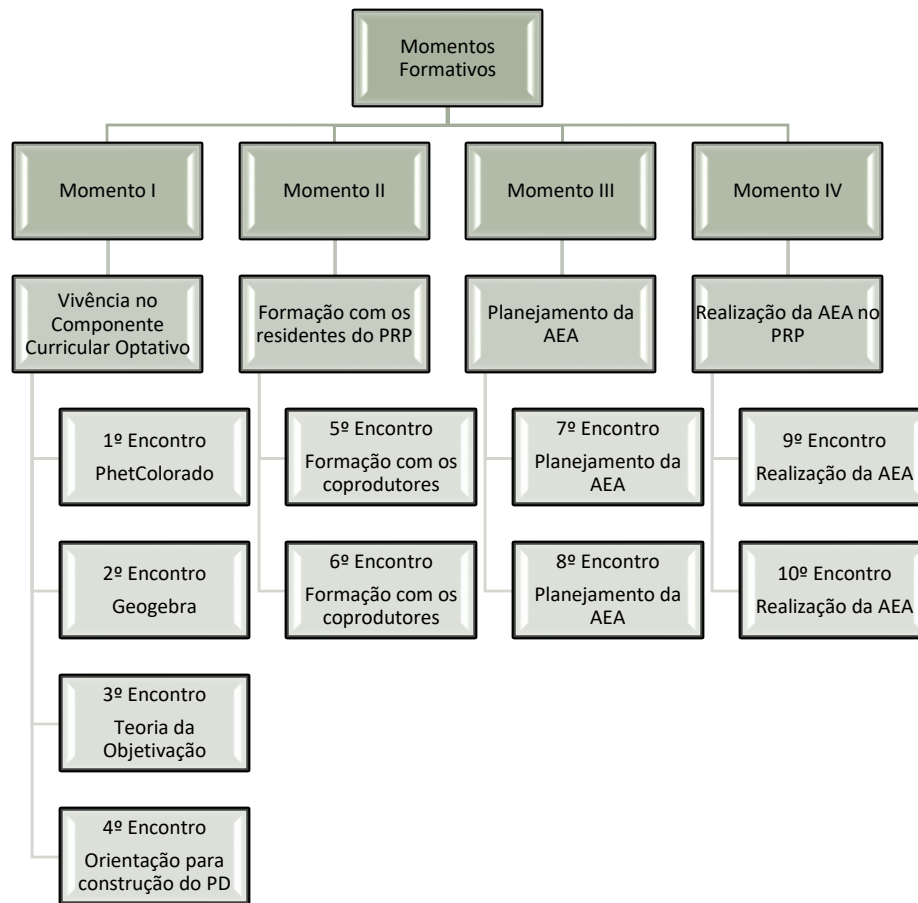 Momentos
Formativos
Momento I
Momento II
Momento III
Momento IV
Vivência no
Componente
Curricular Optativo
Formação com os
residentes do PRP
Planejamento da
AEA
Realização da AEA no
PRP
1º Encontro
PhetColorado
2º Encontro
Geogebra
3º Encontro
Teoria da
Objetivação
4º Encontro
Orientação para
construção do PD
5º Encontro
Formação com os
coprodutores
6º Encontro
Formação com os
coprodutores
7º Encontro
Planejamento da
AEA
8º Encontro
Planejamento da
AEA
9º Encontro
Realização da AEA
10º Encontro
Realização da AEA